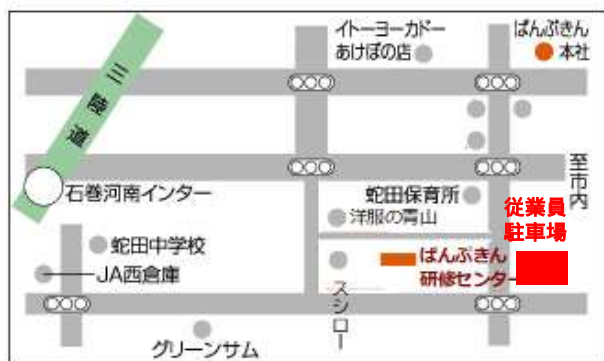 イトーヨーカドー
あけぼの店
ぱんぷきん
本社
三陸道
石巻河南インター
至市内
蛇田保育所
洋服の青山
従業員
駐車場
蛇田中学校
JA西倉庫
ぱんぷきん
研修センター
スシロー
グリーンサム